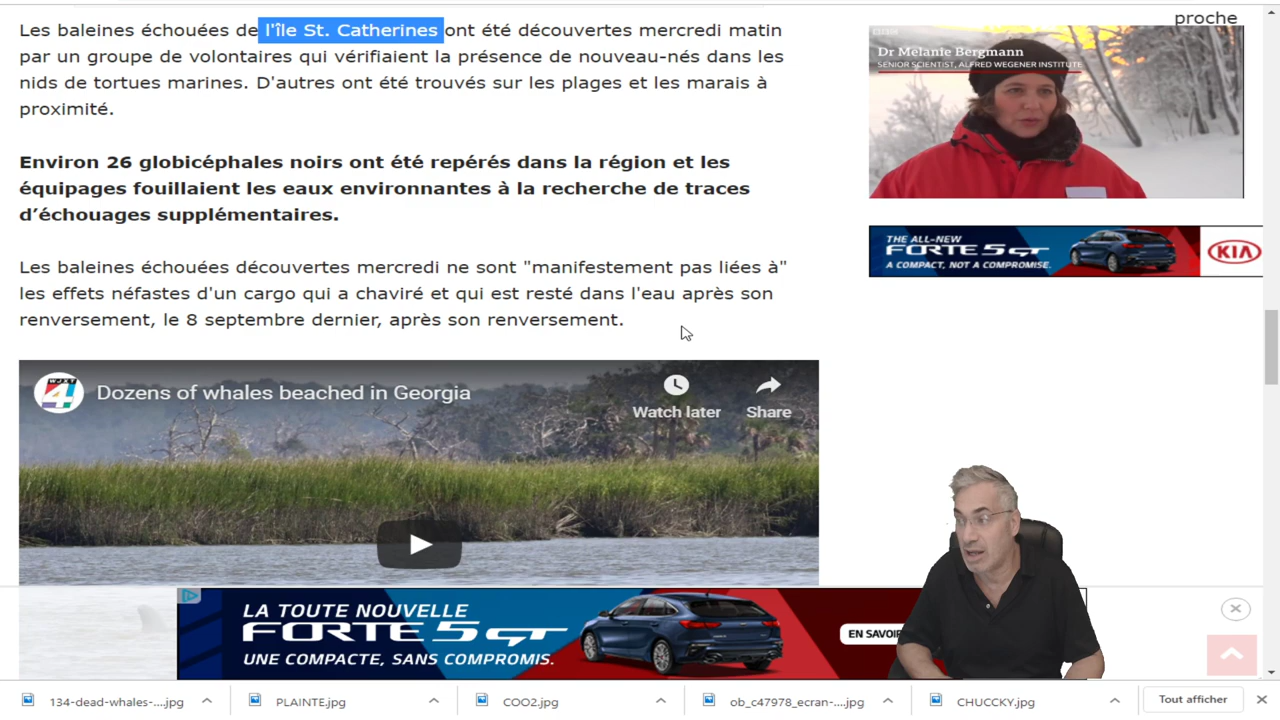 Les baleines échouées de l'île St. Catherines ont été découvertes mercredi matin
par un groupe de volontaires qui vérifiaient la présence de nouveau-nés dans les
nids de tortues marines. D'autres ont été trouvés sur les plages et les marais à
proximité.
Environ 26 globicéphales noirs ont été repérés dans la région et les
équipages fouillaient les eaux environnantes à la recherche de traces
d′échouages supplémentaires.
Les baleines échouées découvertes mercredi ne sont "manifestement pas liées à"
les effets néfastes d'un cargo qui a chaviré et qui est resté dans l'eau après son
renversement, le 8 septembre dernier, après son renversement.
WJXT
4
Dozens of whales beached in Georgia
Watch later
Share
proche
BBC
Dr Melanie Bergmann
SENIOR SCIENTIST, ALFRED WEGENER INSTITUTE
THE ALL-NEW
FORTE 5 GT
A COMPACT, NOT A COMPROMISE.
KIA
LA TOUTE NOUVELLE
FORTE 5 GT
UNE COMPACTE, SANS COMPROMIS.
EN SAVOIR
134-dead-whales-....jpg
PLAINTE.jpg
COO2.jpg
ob_c47978_ecran-....jpg
CHUCCKY.jpg
Tout afficher